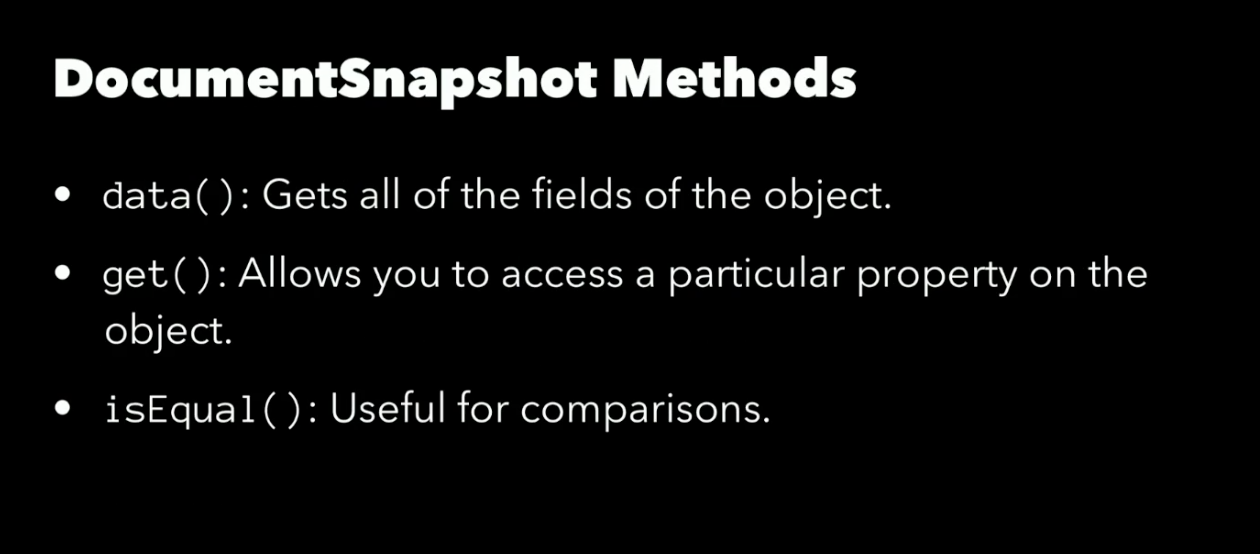 DocumentSnapshot Methods
• data(): Gets all of the fields of the object.
• get(): Allows you to access a particular property on the
object.
• isEqual(): Useful for comparisons.